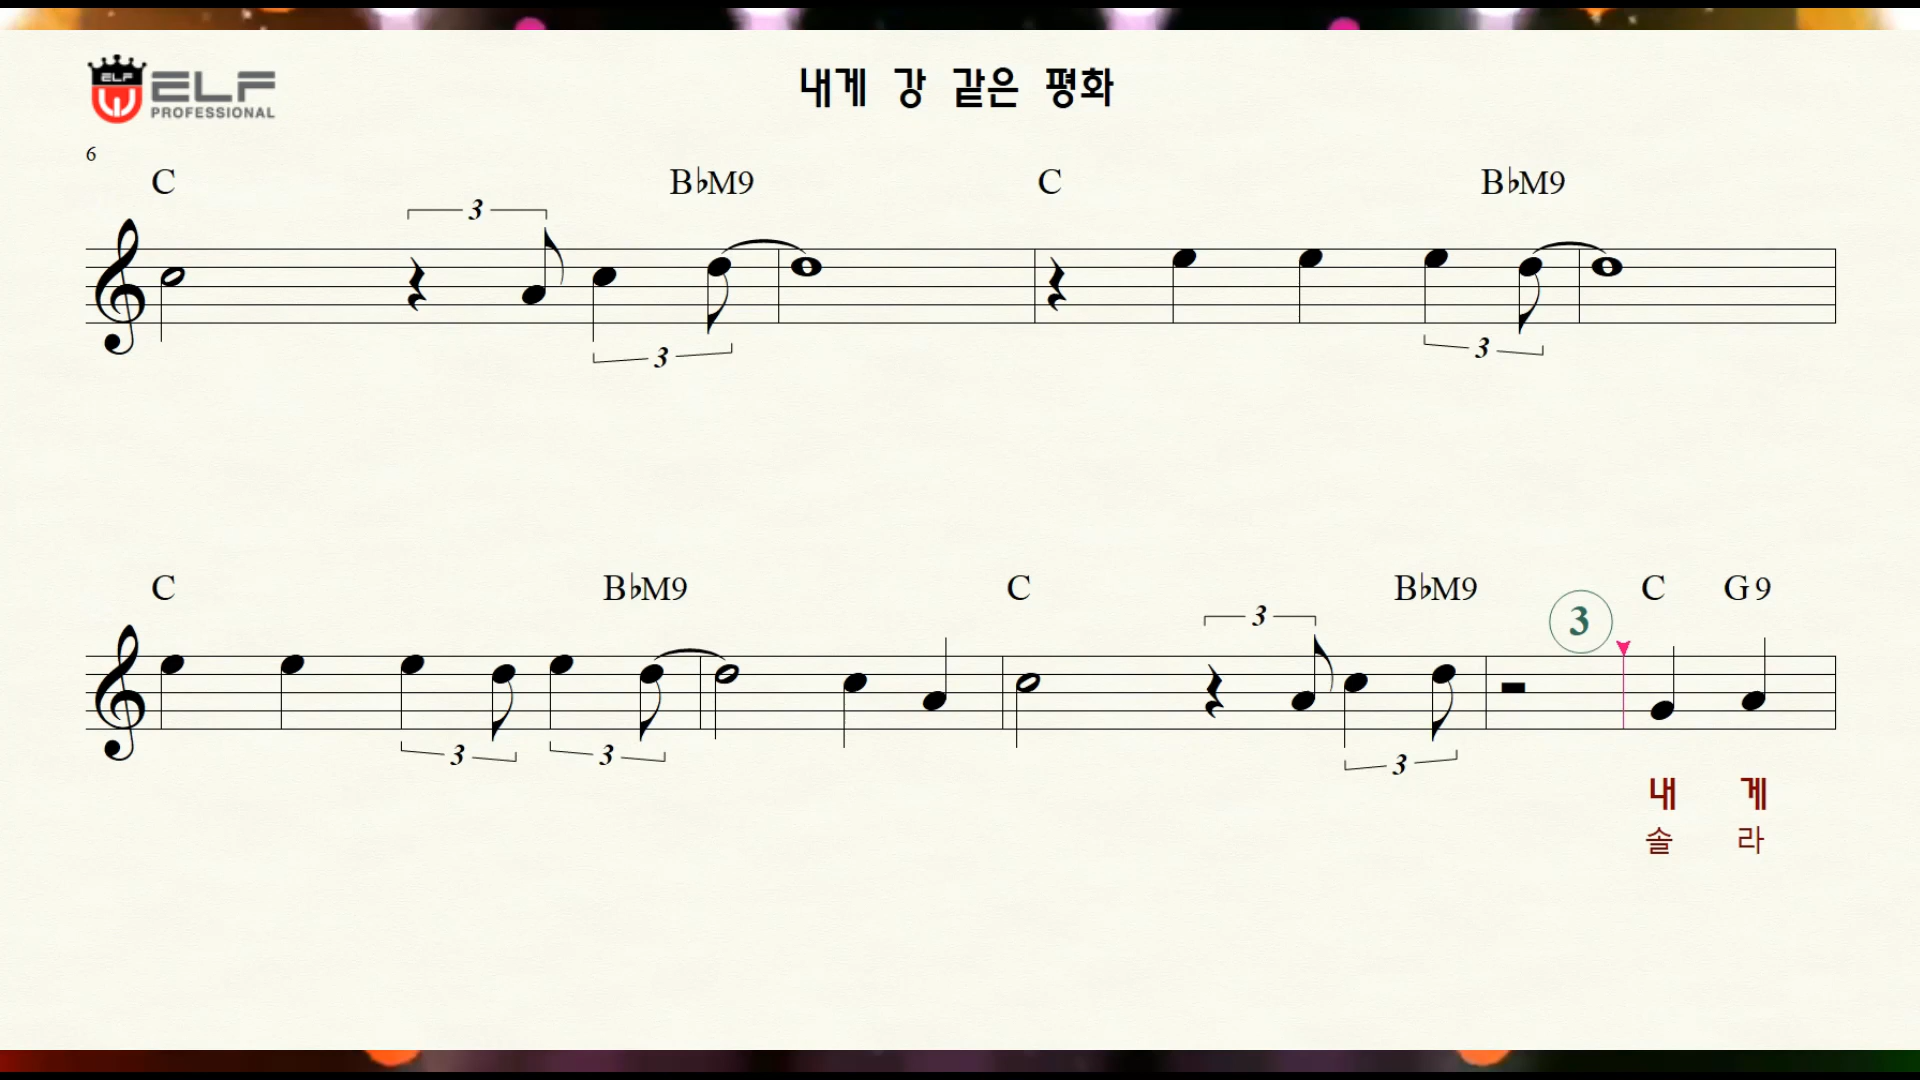 내게 강 같은 평화
ELF ELF
PROFESSIONAL
6
C B♭M9 C B♭M9
3
3 3
C B♭M9 C B♭M9 C G9
3 3
3 3 3
내 게
솔 라